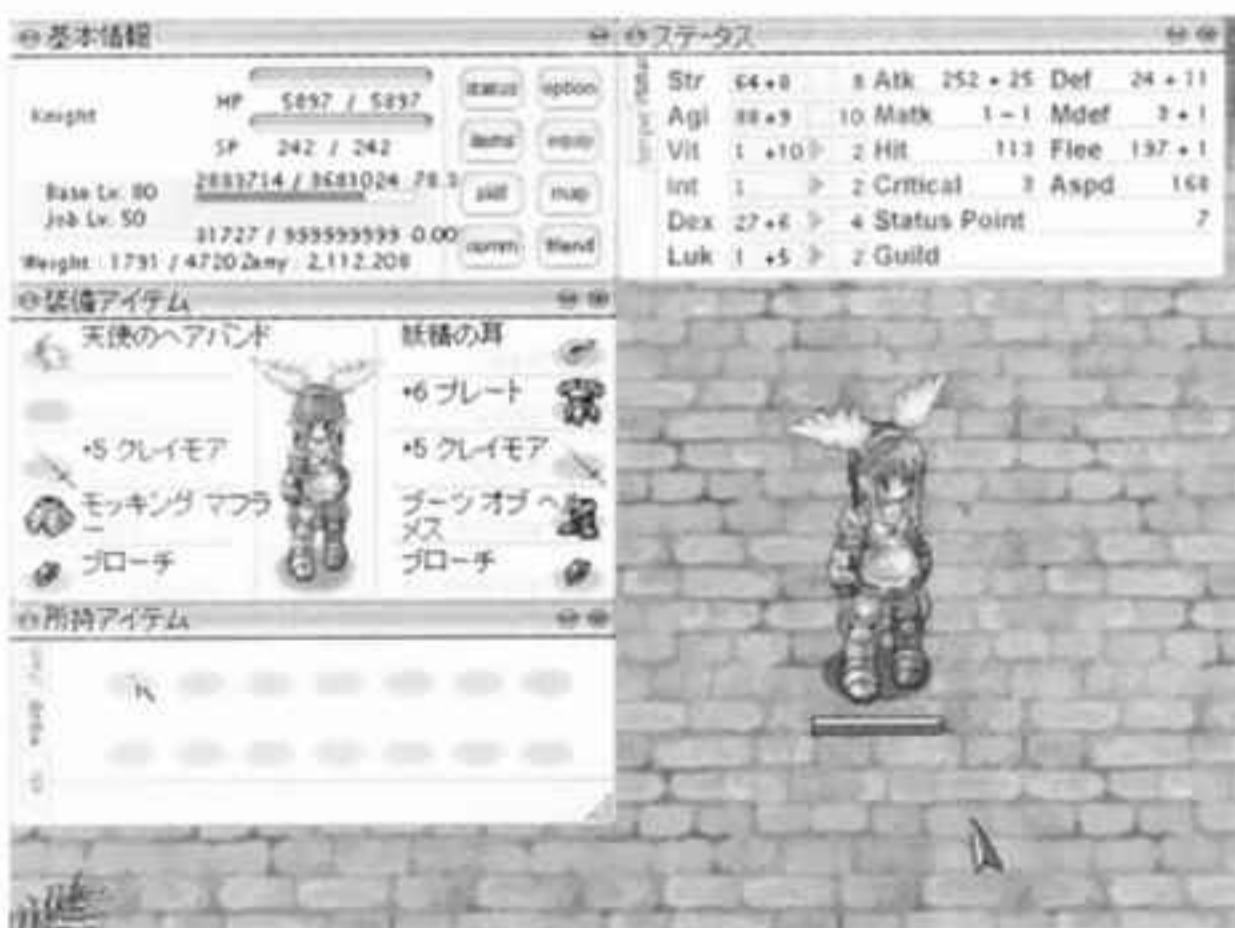 基本情報
Knight
HP 5897 / 5897
SP 242 / 242
Base Lv. 80
Job Lv. 50
2883714 / 3681024 78.3
31727 / 999999999 0.00
Weight : 1791 / 4720 Zeny : 2,112,208
status option
items equip
skill map
comm friend
ステータス
Str 64+8 8 Atk 252 + 25 Def 24 + 11
Agi 88+9 10 Matk 1 ~ 1 Mdef 3 + 1
Vit 1 +10 2 Hit 113 Flee 197 + 1
Int 1 2 Critical 3 Aspd 168
Dex 27+6 4 Status Point 7
Luk 1 +5 2 Guild
装備アイテム
天使のヘアバンド
妖精の耳
+6 プレート
+5 クレイモア
+5 クレイモア
モッキング マフラ
ー
ブーツ オブ ヘル
メス
ブローチ
ブローチ
所持アイテム